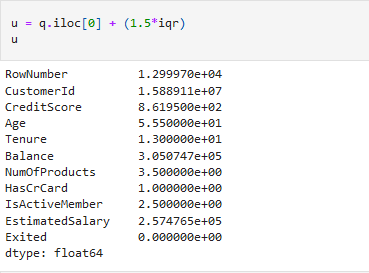 u = q.iloc[0] + (1.5*iqr)
u
RowNumber 1.299970e+04
CustomerId 1.588911e+07
CreditScore 8.619500e+02
Age 5.550000e+01
Tenure 1.300000e+01
Balance 3.050747e+05
NumOfProducts 3.500000e+00
HasCrCard 1.000000e+00
IsActiveMember 2.500000e+00
EstimatedSalary 2.574765e+05
Exited 0.000000e+00
dtype: float64